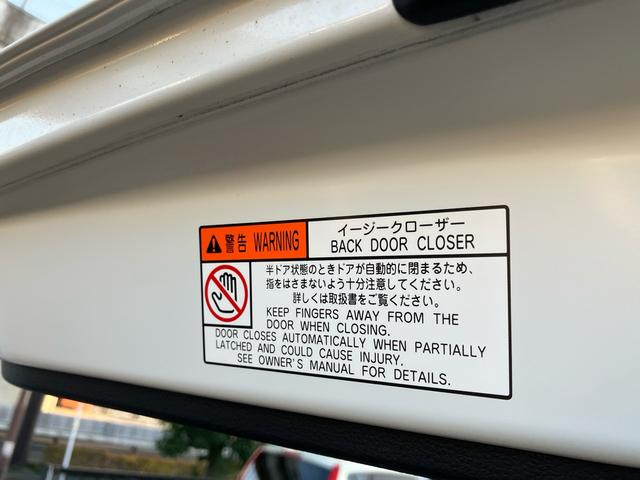 警告 WARNING
イージークローザー
BACK DOOR CLOSER
半ドア状態のときドアが自動的に閉まるため、
指をはさまないよう十分注意してください。
詳しくは取扱書をご覧ください。
KEEP FINGERS AWAY FROM THE
DOOR WHEN CLOSING.
DOOR CLOSES AUTOMATICALLY WHEN PARTIALLY
LATCHED AND COULD CAUSE INJURY.
SEE OWNER'S MANUAL FOR DETAILS.